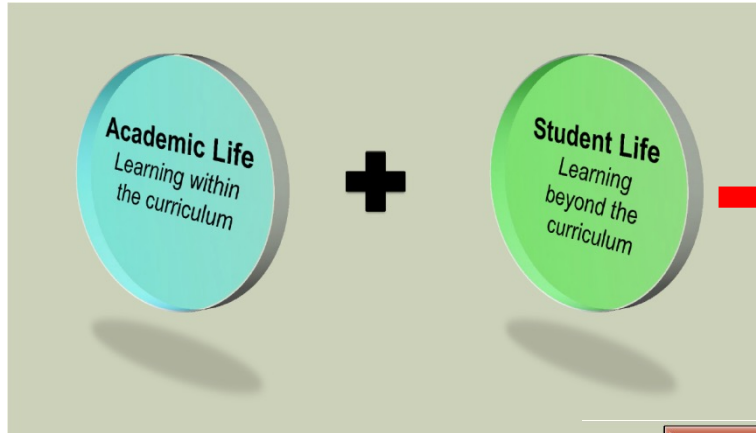 Academic Life
Learning within
the curriculum
Student Life
Learning
beyond the
curriculum